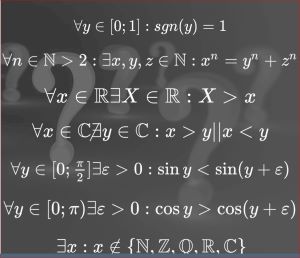 ∀y ∈ [0; 1] : sgn(y) = 1
∀n ∈ ℕ > 2 : ∃x, y, z ∈ ℕ : xⁿ = yⁿ + zⁿ
∀x ∈ ℝ∃X ∈ ℝ : X > x
∀x ∈ ℂ∄y ∈ ℂ : x > y||x < y
∀y ∈ [0; π/2]∃ε > 0 : sin y < sin(y + ε)
∀y ∈ [0; π)∃ε > 0 : cos y > cos(y + ε)
∃x : x ∉ {ℕ, ℤ, ℚ, ℝ, ℂ}